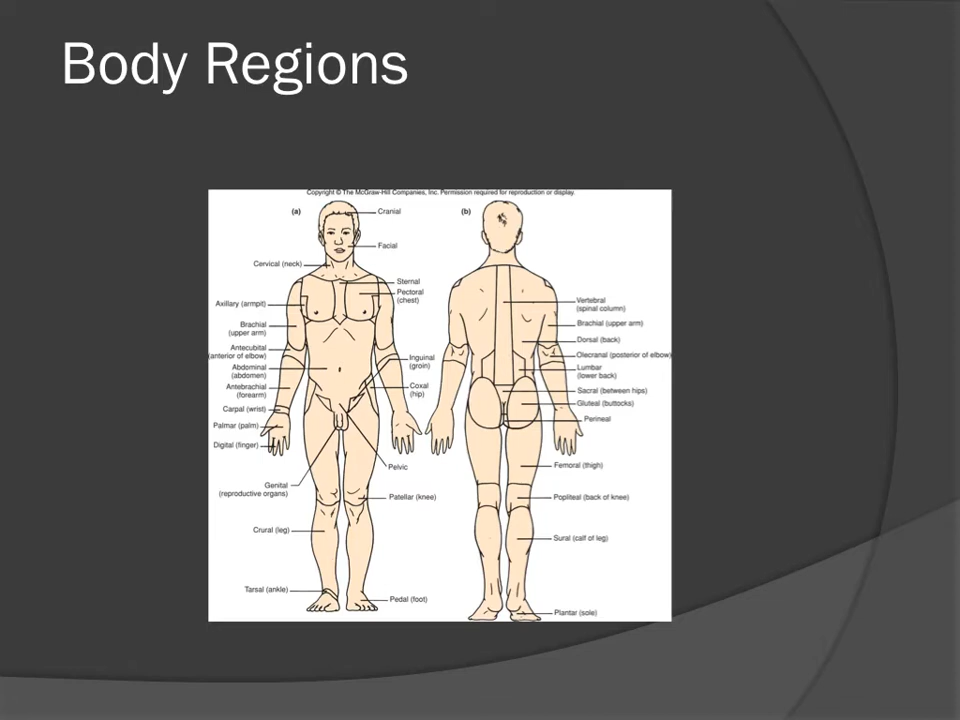 Body Regions
Copyright © The McGraw-Hill Companies, Inc. Permission required for reproduction or display.
(a)
Cranial
Facial
Cervical (neck)
Sternal
Pectoral
(chest)
Axillary (armpit)
Brachial
(upper arm)
Antecubital
(anterior of elbow)
Inguinal
(groin)
Abdominal
(abdomen)
Antebrachial
(forearm)
Coxal
(hip)
Carpal (wrist)
Palmar (palm)
Digital (finger)
Pelvic
Genital
(reproductive organs)
Patellar (knee)
Crural (leg)
Tarsal (ankle)
Pedal (foot)
(b)
Vertebral
(spinal column)
Brachial (upper arm)
Dorsal (back)
Olecranal (posterior of elbow)
Lumbar
(lower back)
Sacral (between hips)
Gluteal (buttocks)
Perineal
Femoral (thigh)
Popliteal (back of knee)
Sural (calf of leg)
Plantar (sole)